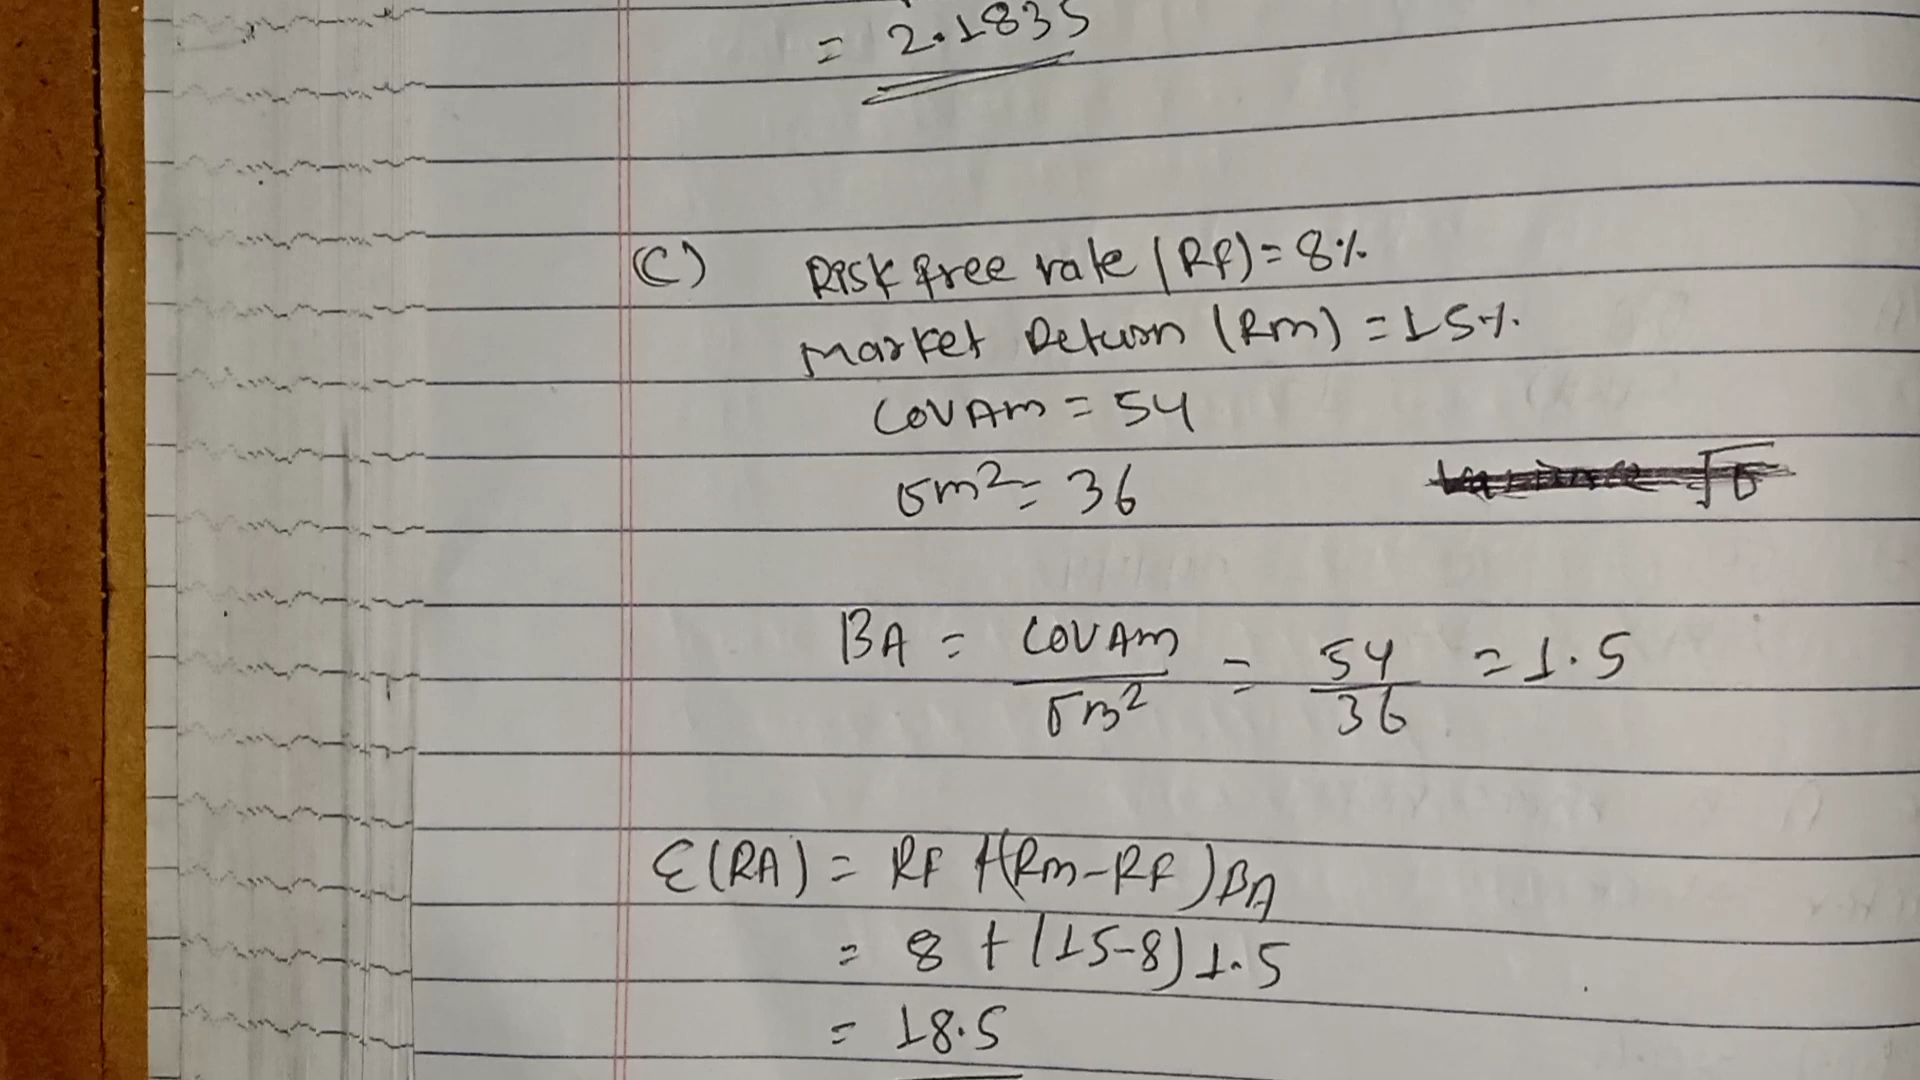 = 2.1835
(C) Risk free rate (RF) = 8%
Market Return (Rm) = 15%
COVAm = 54
σm² = 36
βA = COVAm / σm² = 54 / 36 = 1.5
E(RA) = RF + (Rm-RF) βA
= 8 + (15-8) 1.5
= 18.5